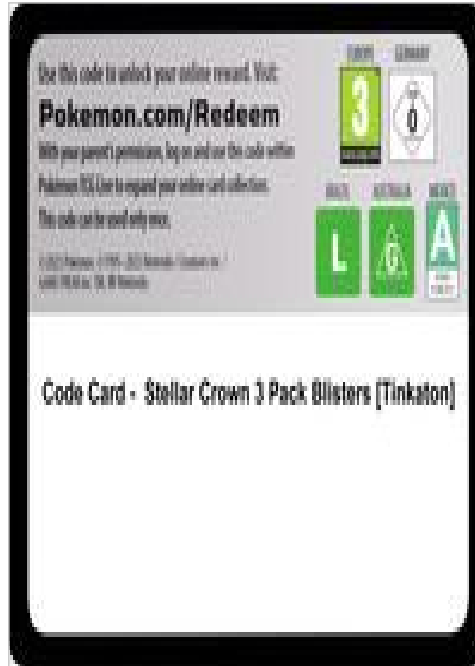 Use this code to unlock your online reward. Visit:
Pokemon.com/Redeem
With your parent's permission, log on and use this code within
Pokémon TCG Live to expand your online card collection.
This code can be used only once.
EUROPE GERMANY
3
0
BRAZIL AUSTRALIA MEXICO
L G A
Code Card - Stellar Crown 3 Pack Blisters [Tinkaton]